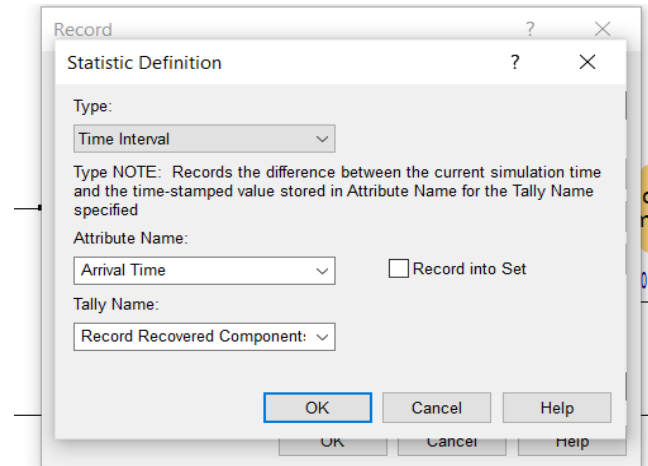 Record ?
Statistic Definition ?
Type:
Time Interval
Type NOTE: Records the difference between the current simulation time
and the time-stamped value stored in Attribute Name for the Tally Name
specified
Attribute Name:
Arrival Time
Record into Set
Tally Name:
Record Recovered Component
OK Cancel Help
OK Cancel Help